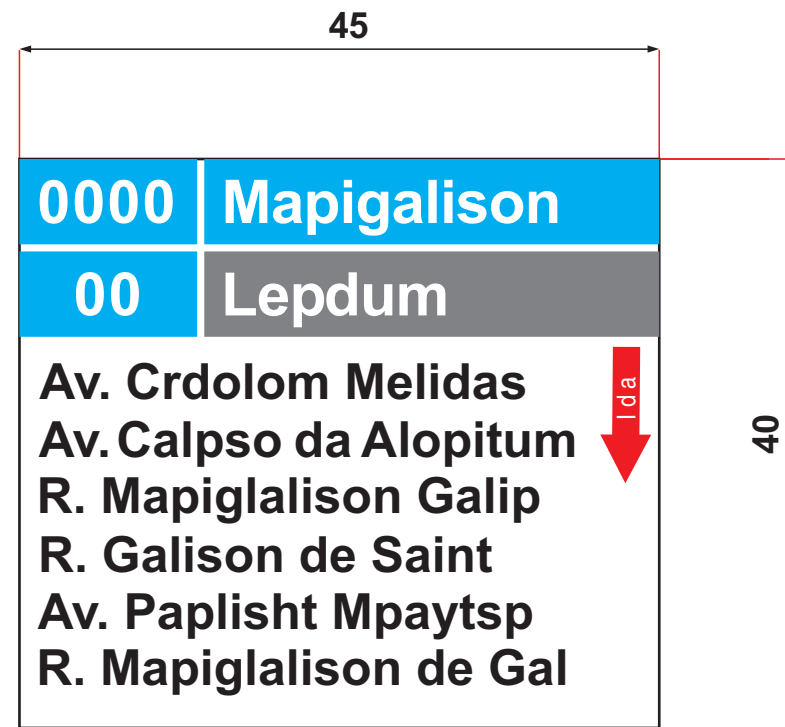 45
0000 Mapigalison
00 Lepdum
Av. Crdolom Melidas
Av. Calpso da Alopitum
R. Mapiglalison Galip
R. Galison de Saint
Av. Paplisht Mpaytsp
R. Mapiglalison de Gal
Ida
40